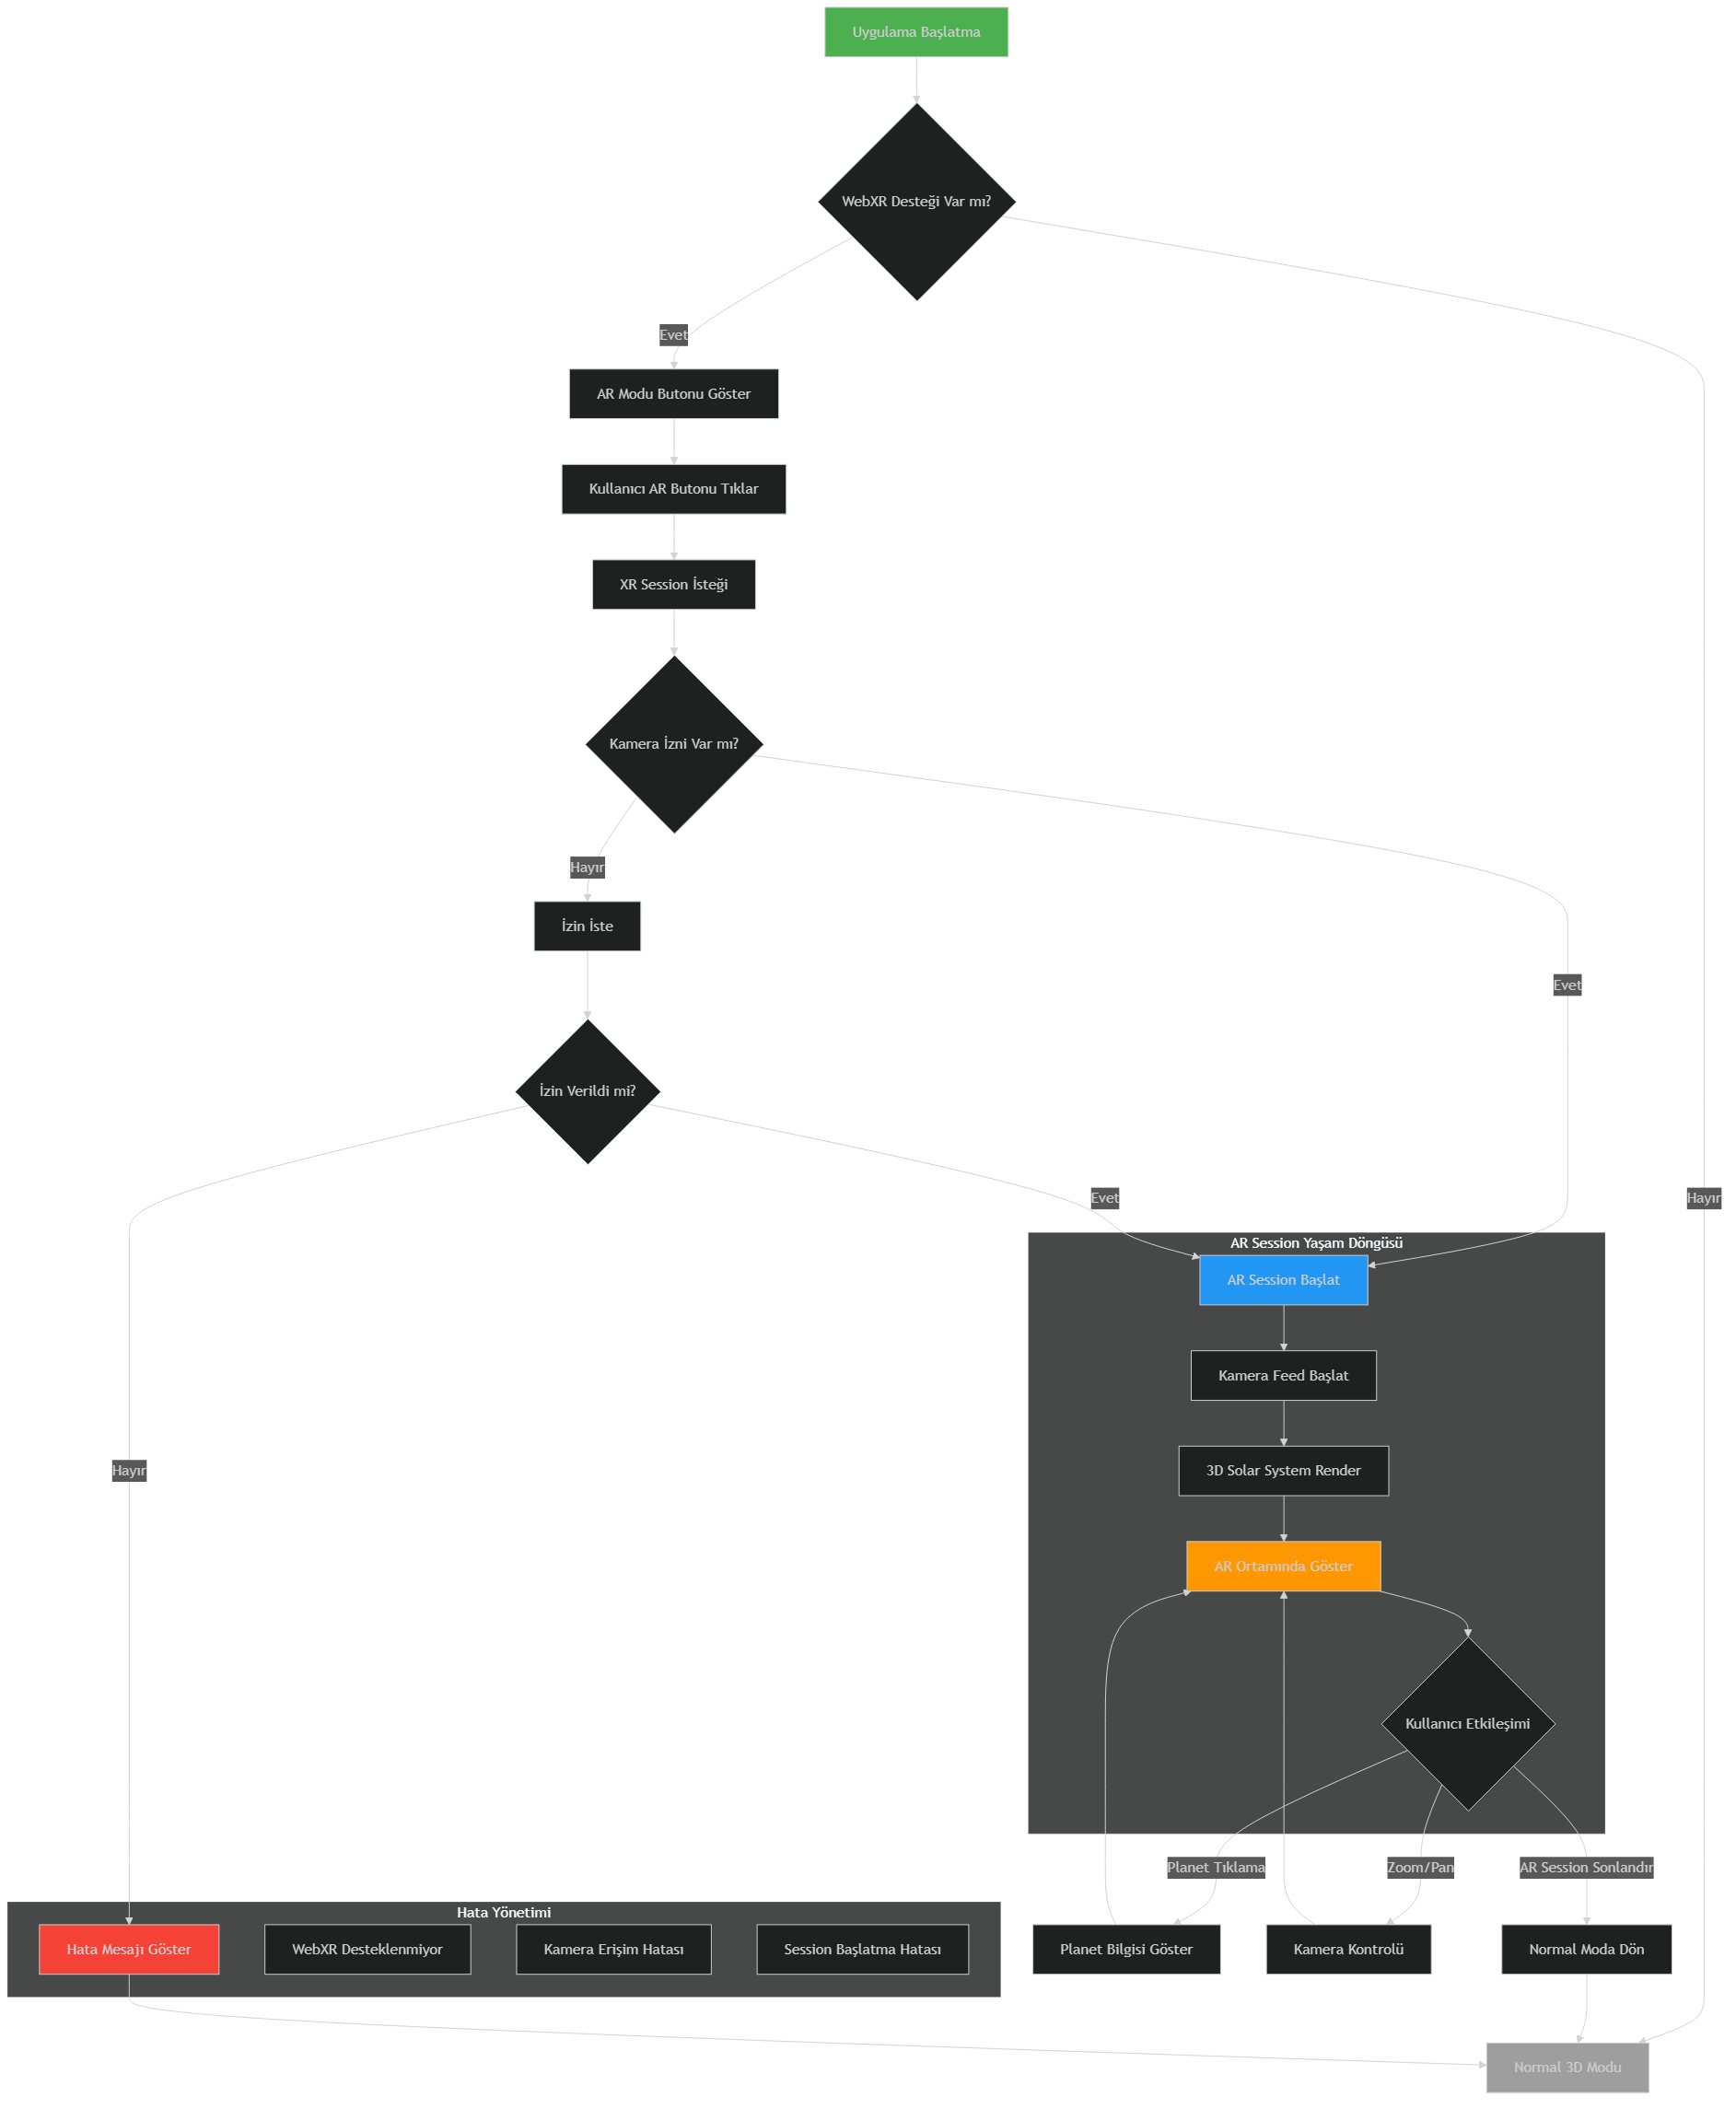 Uygulama Başlatma
WebXR Desteği Var mı?
Evet
AR Modu Butonu Göster
Kullanıcı AR Butonu Tıklar
XR Session İsteği
Kamera İzni Var mı?
Hayır
İzin İste
Evet
İzin Verildi mi?
Evet
Hayır
AR Session Yaşam Döngüsü
AR Session Başlat
Kamera Feed Başlat
3D Solar System Render
Hayır
AR Ortamında Göster
Kullanıcı Etkileşimi
Planet Tıklama
Zoom/Pan
AR Session Sonlandır
Hata Yönetimi
Hata Mesajı Göster
WebXR Desteklenmiyor
Kamera Erişim Hatası
Session Başlatma Hatası
Planet Bilgisi Göster
Kamera Kontrolü
Normal Moda Dön
Normal 3D Modu